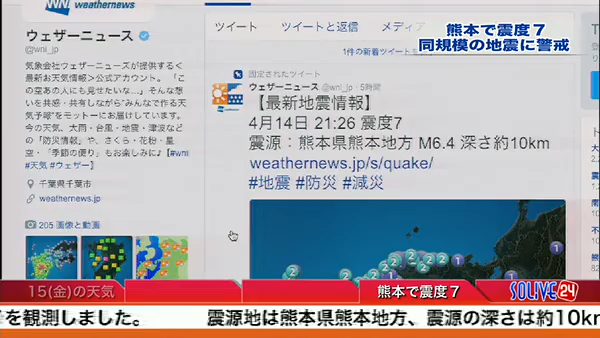 weathernews
ウェザーニュース
@wni_jp
気象会社ウェザーニュースが提供するく
最新お天気情報＞公式アカウント。「こ
の空あの人にも見せたいな…」そんな想
いを共感・共有しながら"みんなで作る天
気予報"をモットーにお届けしています。
今の天気、大雨・台風・地震・津波など
の「防災情報」や、さくら・花粉・星
空・「季節の便り」もお楽しみに♪【#wni
#天気 #ウェザー】
千葉県千葉市
weathernews.jp
205 画像と動画
ツイート ツイートと返信 メディア
1件の新着ツイートを
固定されたツイート
ウェザーニュース @wni_jp · 5時間
【最新地震情報】
4月14日 21:26 震度7
震源：熊本県熊本地方 M6.4 深さ約10km
weathernews.jp/s/quake/
#地震 #防災 #減災
2 2 2 2 2 1 1
熊本で震度７
同規模の地震に警戒
15(金)の天気
熊本で震度７
SOLiVE24
を観測しました。 震源地は熊本県熊本地方、震源の深さは約10km